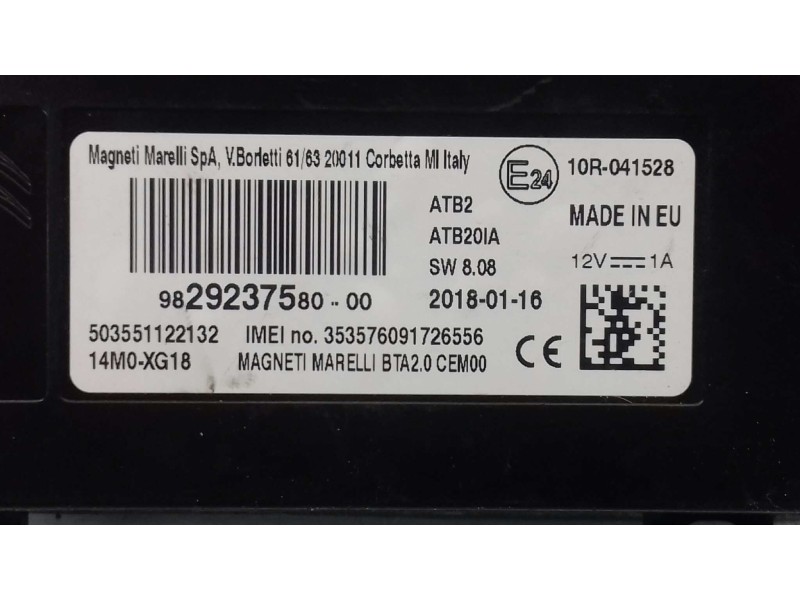 Magneti Marelli SpA, V.Borletti 61/63 20011 Corbetta MI Italy
E24
10R-041528
ATB2
MADE IN EU
ATB20IA
SW 8.08
12V 1A
9829237580-00
2018-01-16
503551122132 IMEI no. 353576091726556
14M0-XG18 MAGNETI MARELLI BTA2.0 CEM00
CE